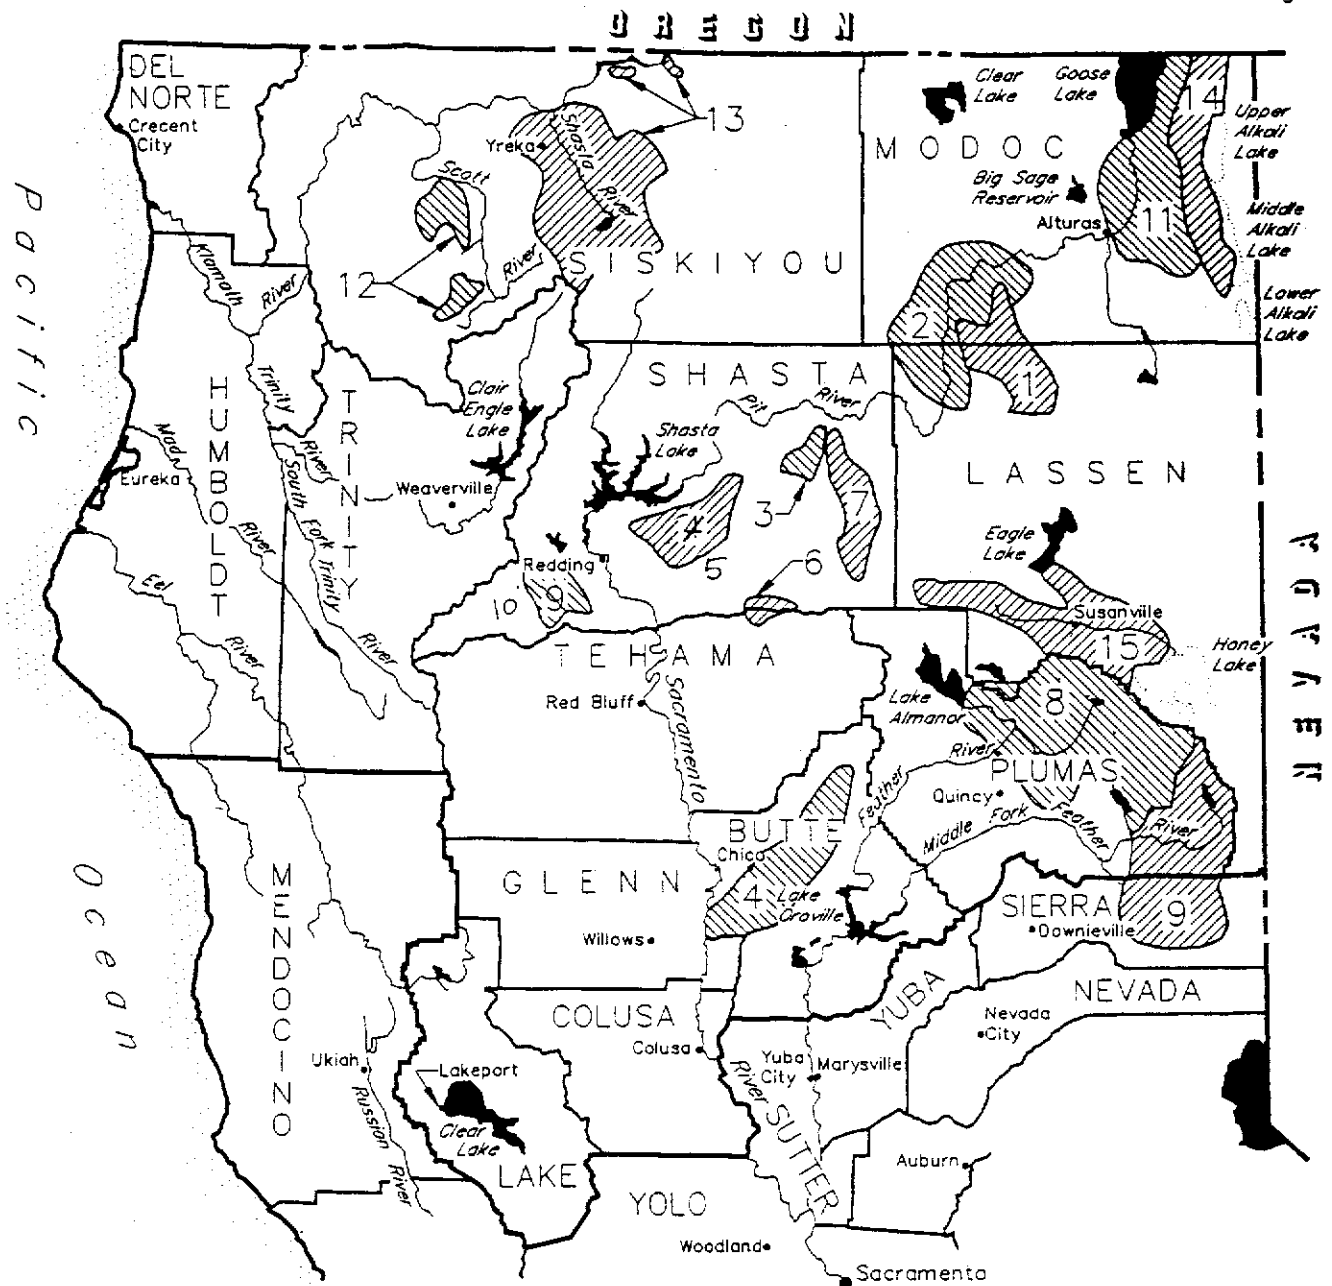 OREGON
DEL
NORTE
Crecent
City
Clear
Lake
Goose
Lake
14
Upper
Alkali
Lake
13
Yreka
Shasta
River
MODOC
Big Sage
Reservoir
Alturas
11
Middle
Alkali
Lake
Scott
River
12
SISKIYOU
Lower
Alkali
Lake
Pacific
Ocean
Klamath
River
2
1
SHASTA
Pit River
HUMBOLDT
Trinity
River
TRINITY
Clair
Engle
Lake
Shasta
Lake
Mad
River
Eureka
South Fork Trinity
River
Weaverville
3
7
LASSEN
4
5
6
Eagle
Lake
NEVADA
Redding
10
9
Eel
River
TEHAMA
Susanville
15
Honey
Lake
Red Bluff
Sacramento
River
Lake
Almanor
8
Feather
River
PLUMAS
Quincy
Middle Fork Feather River
BUTTE
Chico
4
Lake
Oroville
GLENN
Willows
MENDOCINO
SIERRA
Downieville
9
YUBA
NEVADA
Nevada
City
COLUSA
Colusa
Ukiah
Russian River
Lakeport
Clear
Lake
LAKE
Yuba
City
Marysville
SUTTER
Auburn
YOLO
Woodland
Sacramento